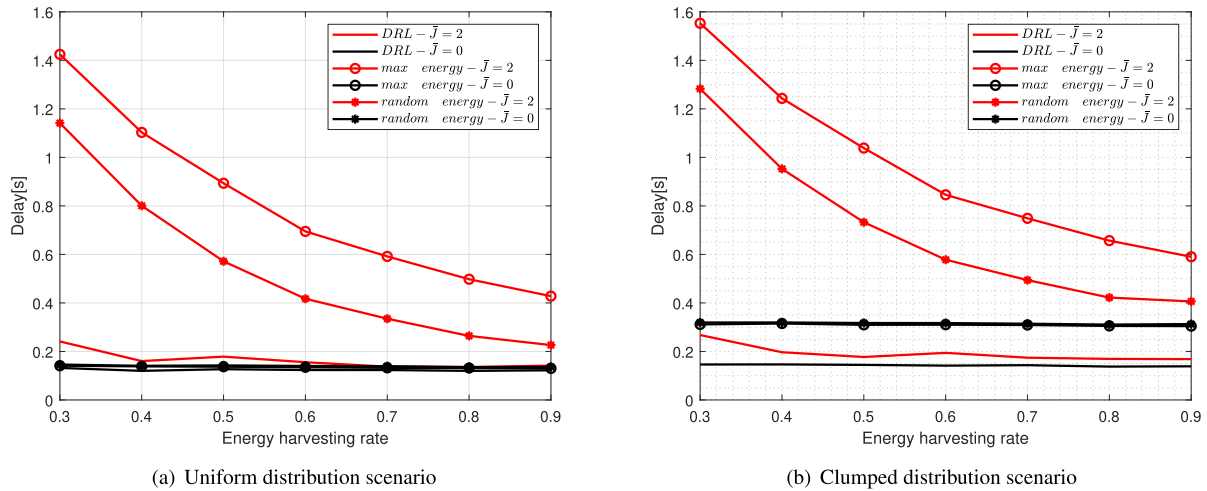 1.6
1.4
1.2
1
0.8
0.6
0.4
0.2
0
Delay[s]
DRL − J̄ = 2
DRL − J̄ = 0
max energy − J̄ = 2
max energy − J̄ = 0
random energy − J̄ = 2
random energy − J̄ = 0
0.3 0.4 0.5 0.6 0.7 0.8 0.9
Energy harvesting rate
(a) Uniform distribution scenario
1.6
1.4
1.2
1
0.8
0.6
0.4
0.2
0
Delay[s]
DRL − J̄ = 2
DRL − J̄ = 0
max energy − J̄ = 2
max energy − J̄ = 0
random energy − J̄ = 2
random energy − J̄ = 0
0.3 0.4 0.5 0.6 0.7 0.8 0.9
Energy harvesting rate
(b) Clumped distribution scenario